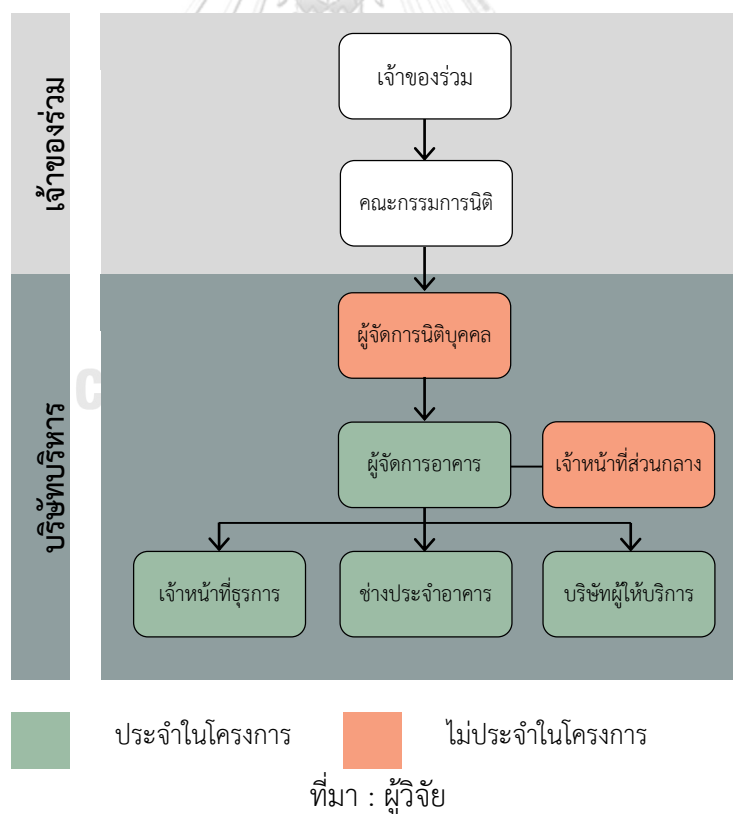 เจ้าของร่วม
เจ้าของร่วม
คณะกรรมการนิติ
บริษัทบริหาร
ผู้จัดการนิติบุคคล
ผู้จัดการอาคาร
เจ้าหน้าที่ส่วนกลาง
เจ้าหน้าที่ธุรการ
ช่างประจำอาคาร
บริษัทผู้ให้บริการ
ประจำในโครงการ
ไม่ประจำในโครงการ
ที่มา : ผู้วิจัย